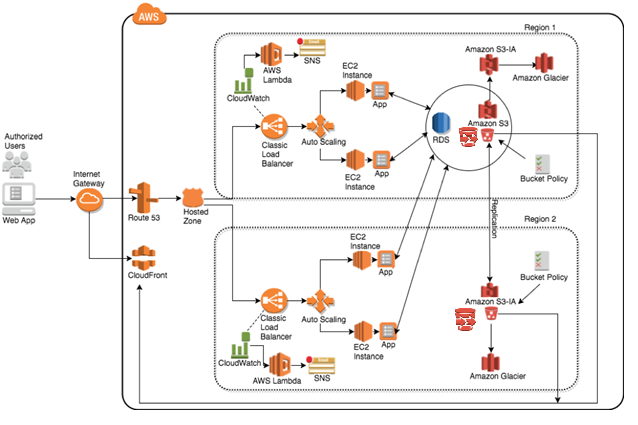 AWS
Region 1
Authorized
Users
Web App
Internet
Gateway
Route 53
Hosted
Zone
CloudFront
AWS
Lambda
Email
SNS
CloudWatch
Classic
Load
Balancer
Auto Scaling
EC2
Instance
App
EC2
Instance
App
RDS
Amazon S3-IA
Amazon Glacier
Amazon S3
Bucket Policy
Replication
Region 2
Classic
Load
Balancer
Auto Scaling
EC2
Instance
App
EC2
Instance
App
CloudWatch
AWS Lambda
SNS
Bucket Policy
Amazon S3-IA
Amazon Glacier